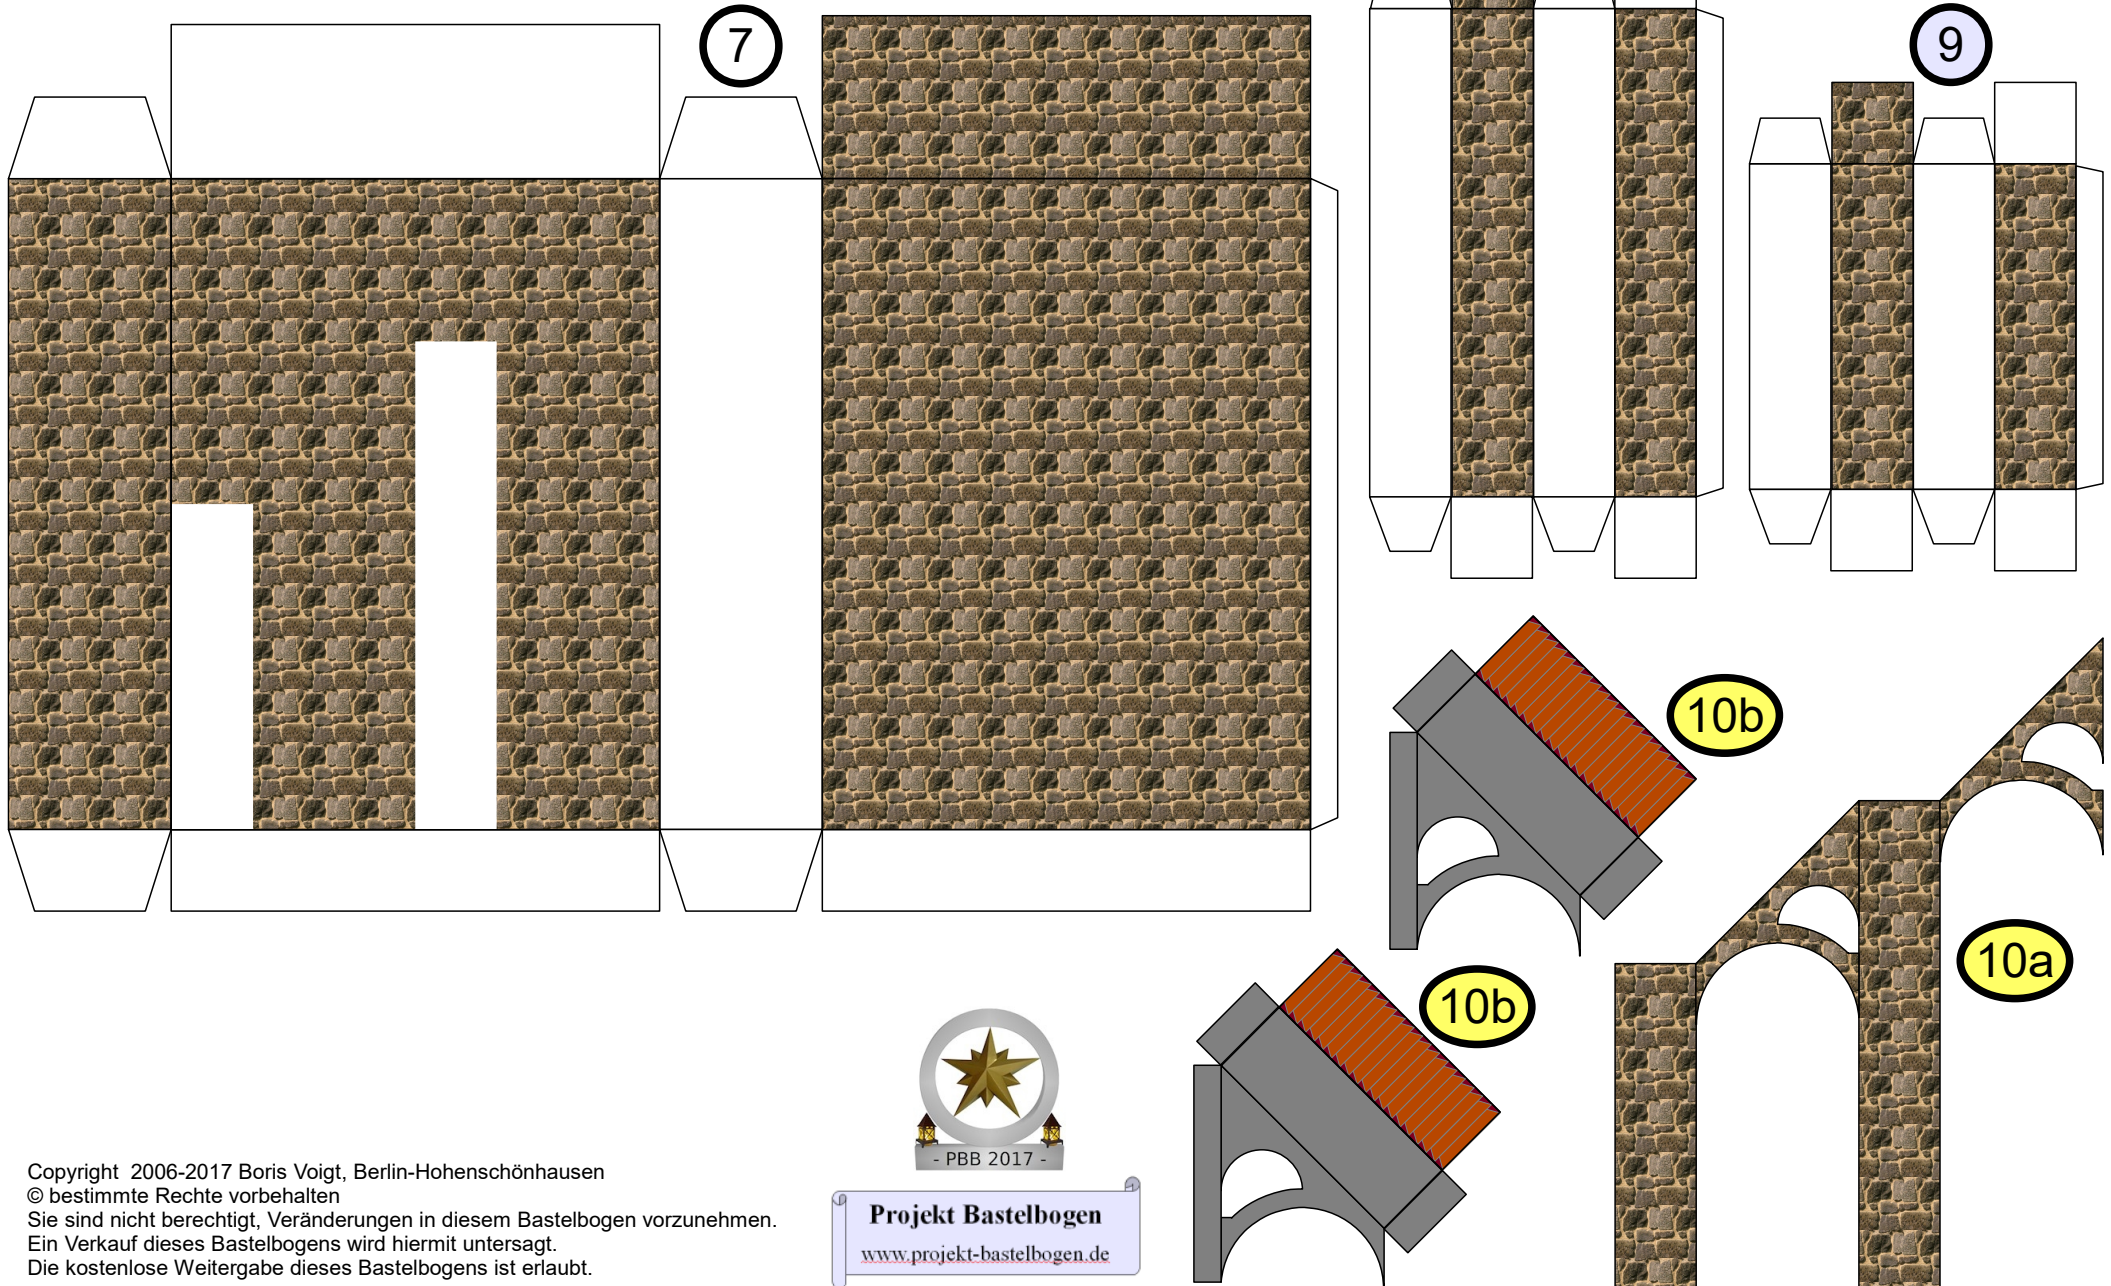 7
9
10b
10a
10b
- PBB 2017 -
Projekt Bastelbogen
www.projekt-bastelbogen.de
Copyright  2006-2017 Boris Voigt, Berlin-Hohenschönhausen
© bestimmte Rechte vorbehalten
Sie sind nicht berechtigt, Veränderungen in diesem Bastelbogen vorzunehmen.
Ein Verkauf dieses Bastelbogens wird hiermit untersagt.
Die kostenlose Weitergabe dieses Bastelbogens ist erlaubt.